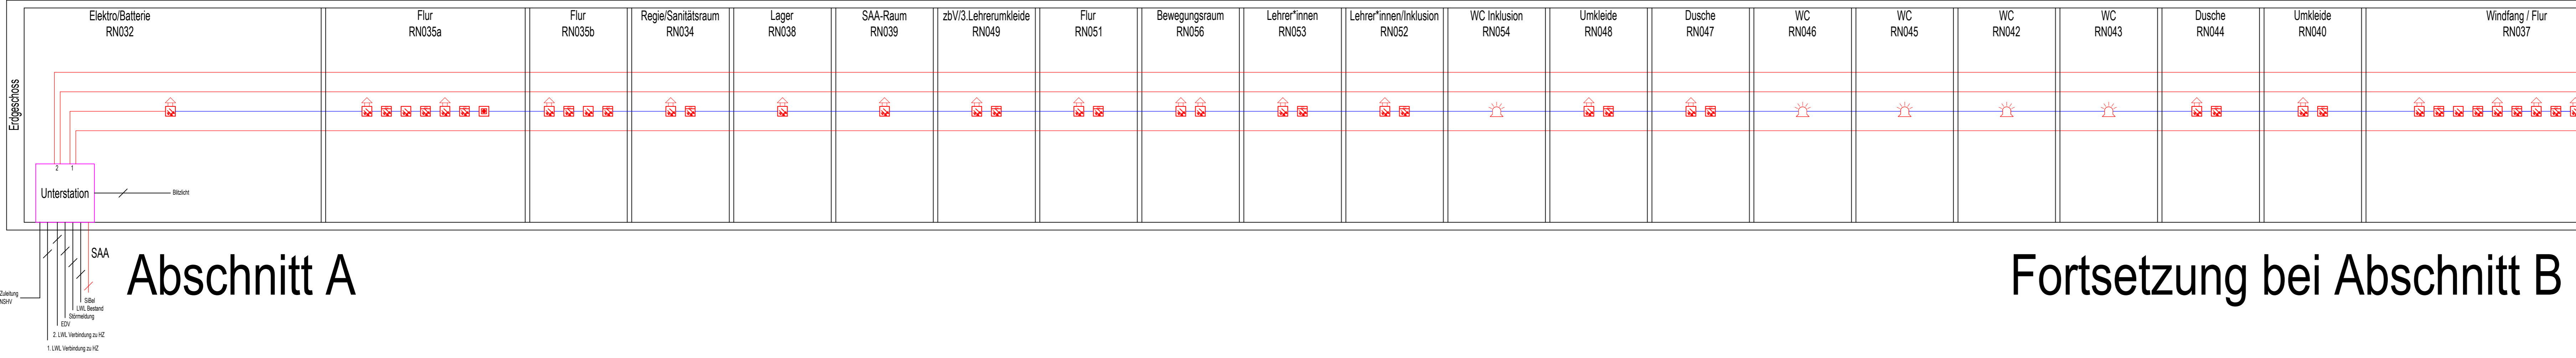 Elektro/Batterie
RN032
Flur
RN035a
Flur
RN035b
Regie/Sanitätsraum
RN034
Lager
RN038
SAA-Raum
RN039
zbV/3.Lehrerumkleide
RN049
Flur
RN051
Bewegungsraum
RN056
Lehrer*innen
RN053
Lehrer*innen/Inklusion
RN052
WC Inklusion
RN054
Umkleide
RN048
Dusche
RN047
WC
RN046
WC
RN045
WC
RN042
WC
RN043
Dusche
RN044
Umkleide
RN040
Windfang / Flur
RN037
Erdgeschoss
2 1
Unterstation
Blitzlicht
SAA
Abschnitt A
Fortsetzung bei Abschnitt B
Zuleitung
NSHV
SiBel
LWL Bestand
Störmeldung
EDV
2. LWL Verbindung zu HZ
1. LWL Verbindung zu HZ